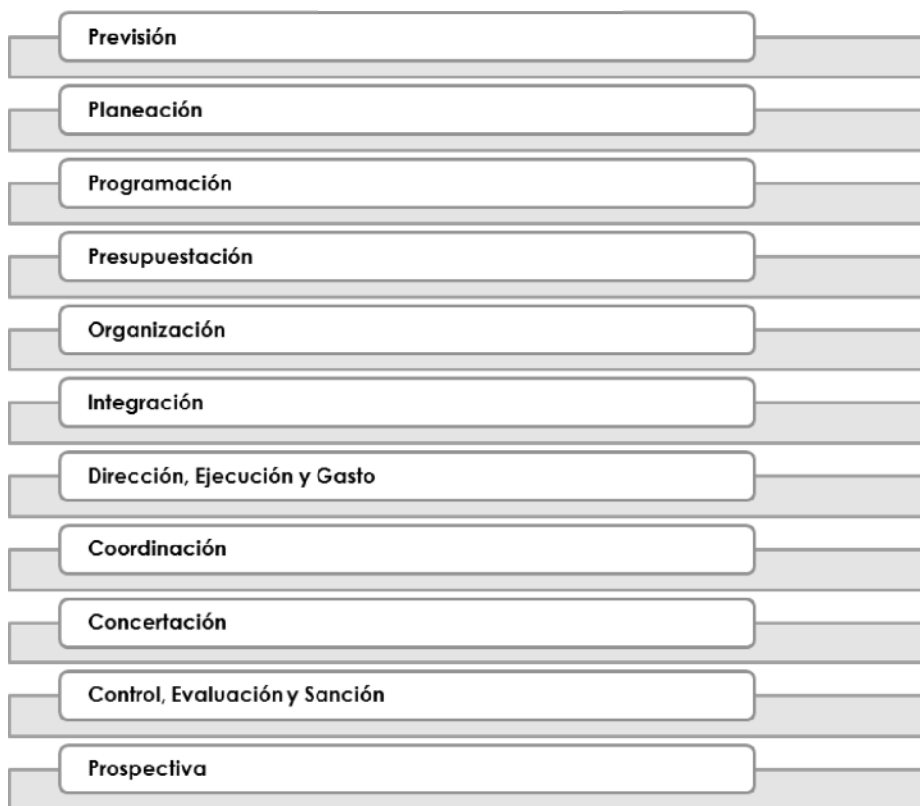 Previsión
Planeación
Programación
Presupuestación
Organización
Integración
Dirección, Ejecución y Gasto
Coordinación
Concertación
Control, Evaluación y Sanción
Prospectiva